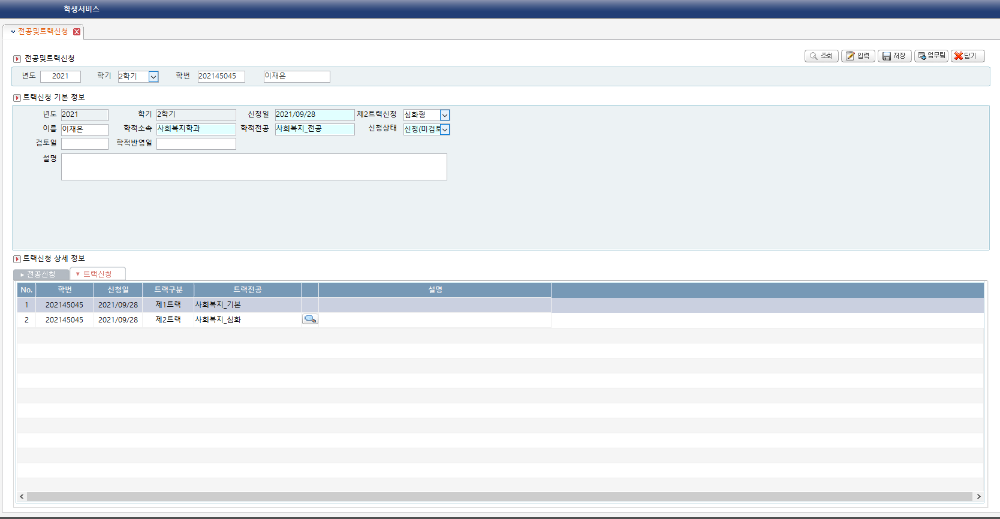 학생서비스
전공및트랙신청
전공및트랙신청 조회 입력 저장 업무팁 닫기
년도 2021 학기 2학기 학번 202145045 이재은
트랙신청 기본 정보
년도 2021 학기 2학기 신청일 2021/09/28 제2트랙신청 심화형
이름 이재은 학적소속 사회복지학과 학적전공 사회복지_전공 신청상태 신청(미검토
검토일 학적반영일
설명
트랙신청 상세 정보
전공신청 트랙신청
No. 학번 신청일 트랙구분 트랙전공 설명
1 202145045 2021/09/28 제1트랙 사회복지_기본
2 202145045 2021/09/28 제2트랙 사회복지_심화